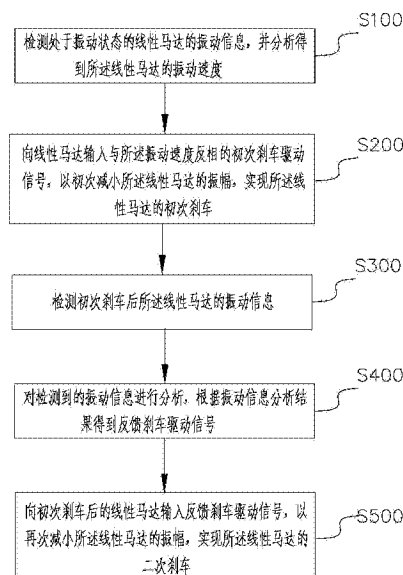 S100
检测处于振动状态的线性马达的振动信息，并分析得
到所述线性马达的振动速度
S200
向线性马达输入与所述振动速度反相的初次刹车驱动
信号，以初次减小所述线性马达的振幅，实现所述线
性马达的初次刹车
S300
检测初次刹车后所述线性马达的振动信息
S400
对检测到的振动信息进行分析，根据振动信息分析结
果得到反馈刹车驱动信号
S500
向初次刹车后的线性马达输入反馈刹车驱动信号，以
再次减小所述线性马达的振幅，实现所述线性马达的
二次刹车